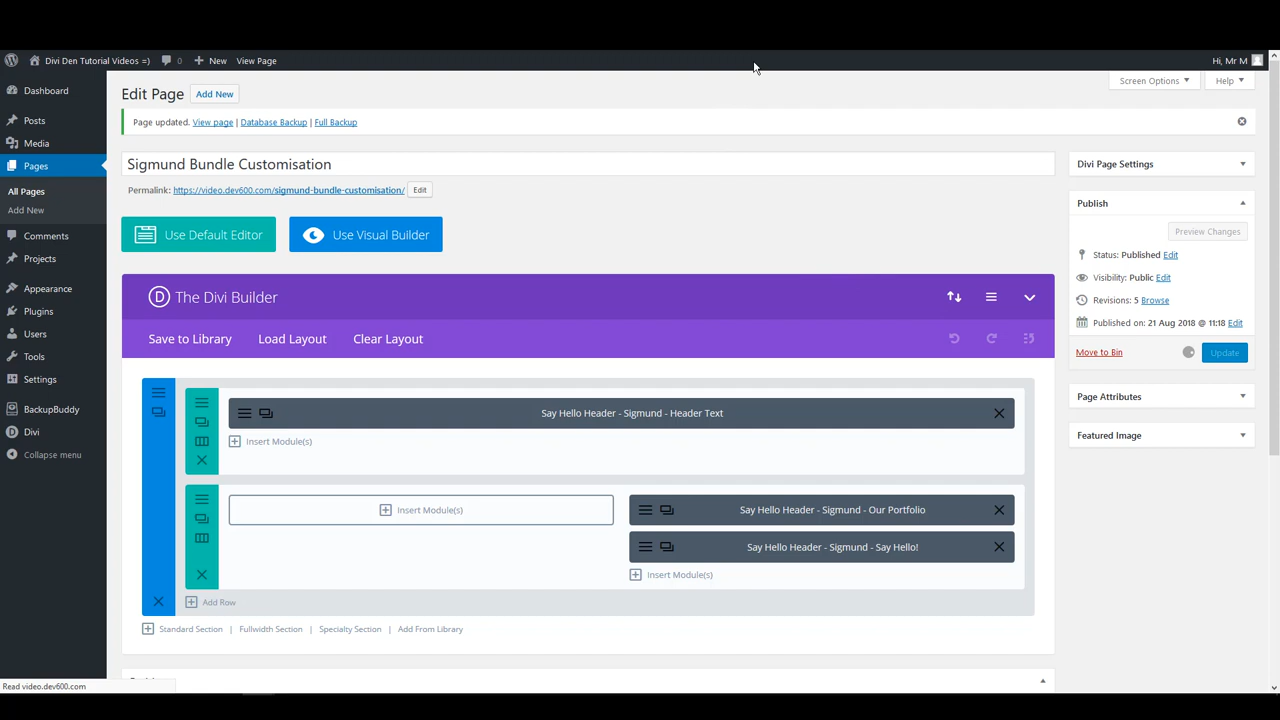 Divi Den Tutorial Videos =) 0 New View Page Hi, Mr M
Screen Options Help
Dashboard
Posts
Media
Pages
All Pages
Add New
Comments
Projects
Appearance
Plugins
Users
Tools
Settings
BackupBuddy
Divi
Collapse menu
Edit Page Add New
Page updated. View page | Database Backup | Full Backup
Sigmund Bundle Customisation
Permalink: https://video.dev600.com/sigmund-bundle-customisation/ Edit
Use Default Editor Use Visual Builder
D The Divi Builder
Save to Library Load Layout Clear Layout
Say Hello Header - Sigmund - Header Text
Insert Module(s)
Insert Module(s)
Say Hello Header - Sigmund - Our Portfolio
Say Hello Header - Sigmund - Say Hello!
Insert Module(s)
Add Row
Standard Section | Fullwidth Section | Specialty Section | Add From Library
Divi Page Settings
Publish
Preview Changes
Status: Published Edit
Visibility: Public Edit
Revisions: 5 Browse
Published on: 21 Aug 2018 @ 11:18 Edit
Move to Bin Update
Page Attributes
Featured Image
Read video.dev600.com